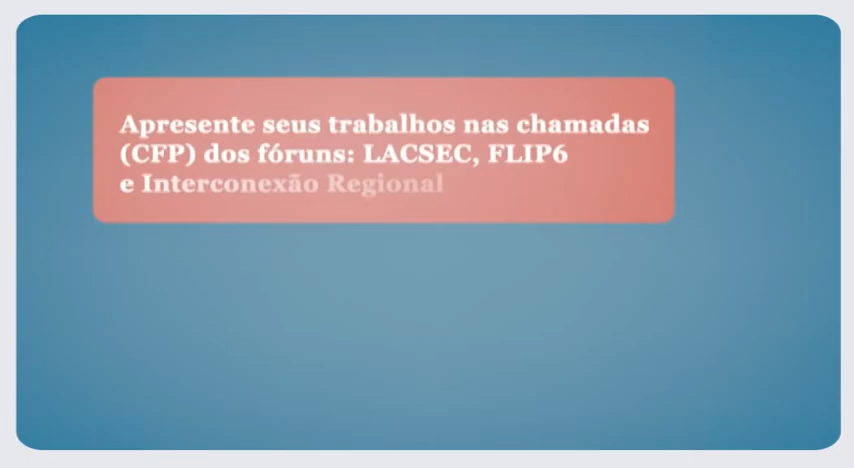 Apresente seus trabalhos nas chamadas
(CFP) dos fóruns: LACSEC, FLIP6
e Interconexão Regional